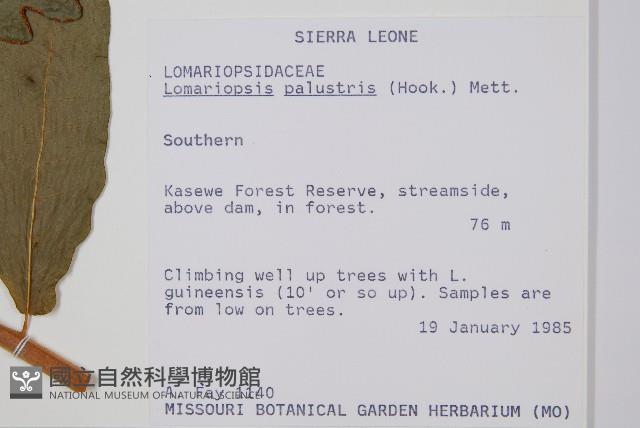 SIERRA LEONE
LOMARIOPSIDACEAE
Lomariopsis palustris (Hook.) Mett.
Southern
Kasewe Forest Reserve, streamside,
above dam, in forest.
76 m
Climbing well up trees with L.
guineensis (10' or so up). Samples are
from low on trees.
19 January 1985
A. Fay 1140
MISSOURI BOTANICAL GARDEN HERBARIUM (MO)
國立自然科學博物館
NATIONAL MUSEUM OF NATURAL SCIENCE